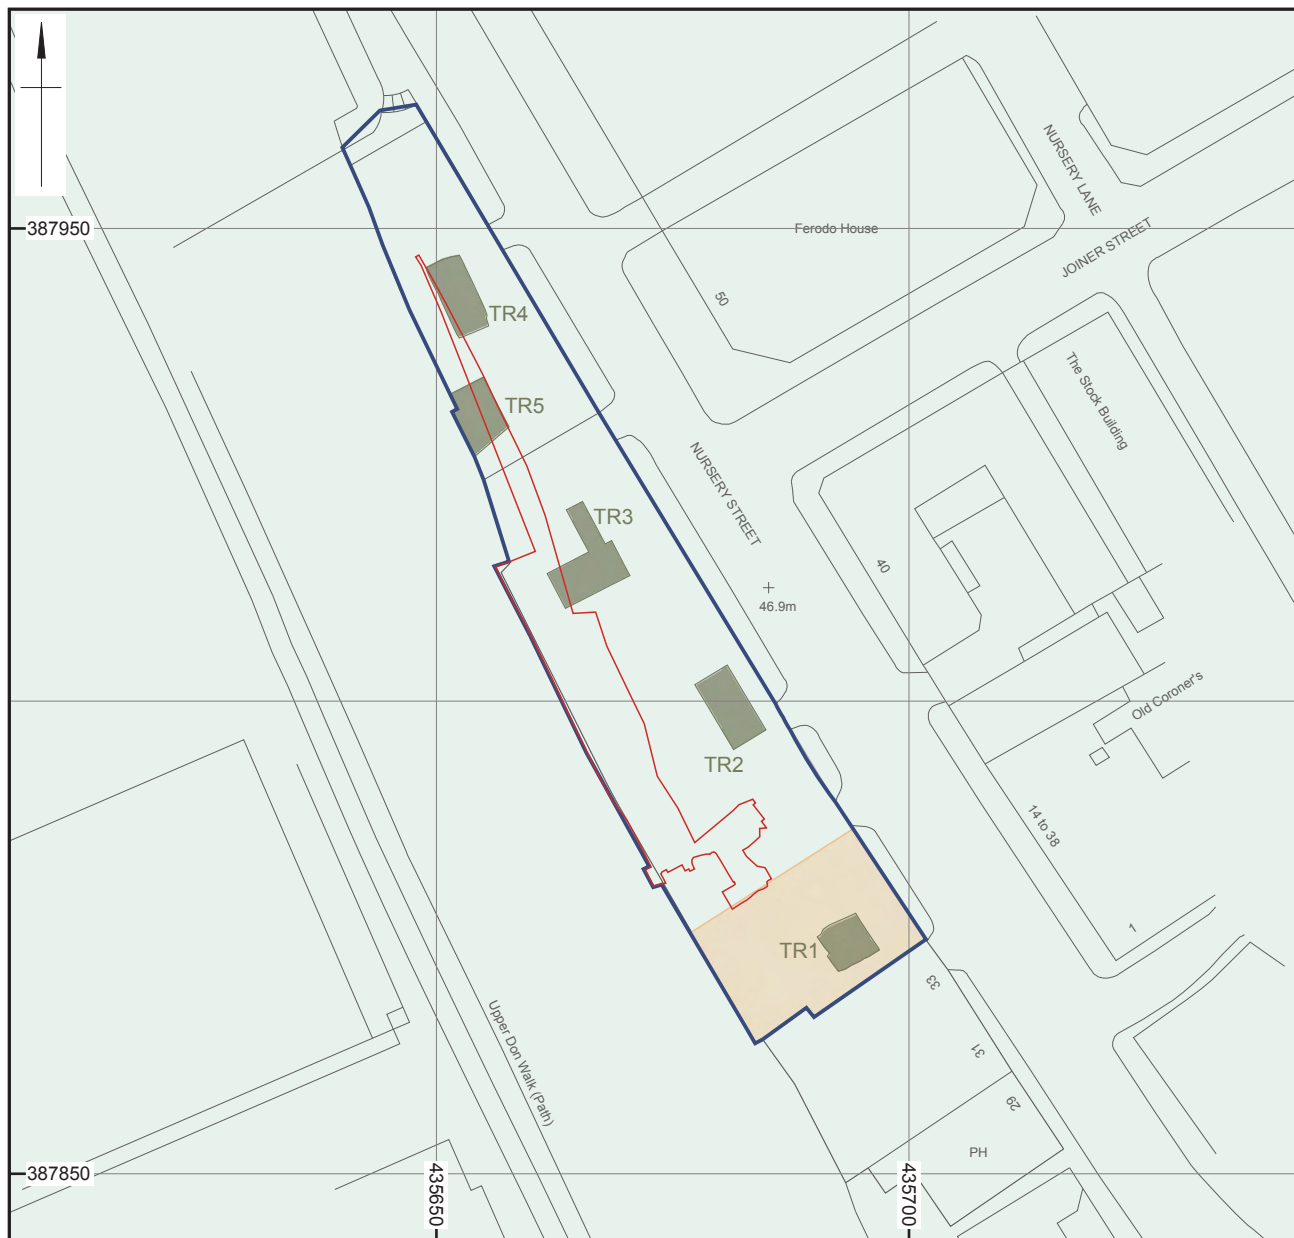 NURSERY LANE
387950
Ferodo House
JOINER STREET
50
TR4
The Stock Building
TR5
NURSERY STREET
TR3
40
46.9m
Old Coroner's
TR2
14 to 38
1
TR1
33
Upper Don Walk (Path)
31
29
PH
387850
435650
435700